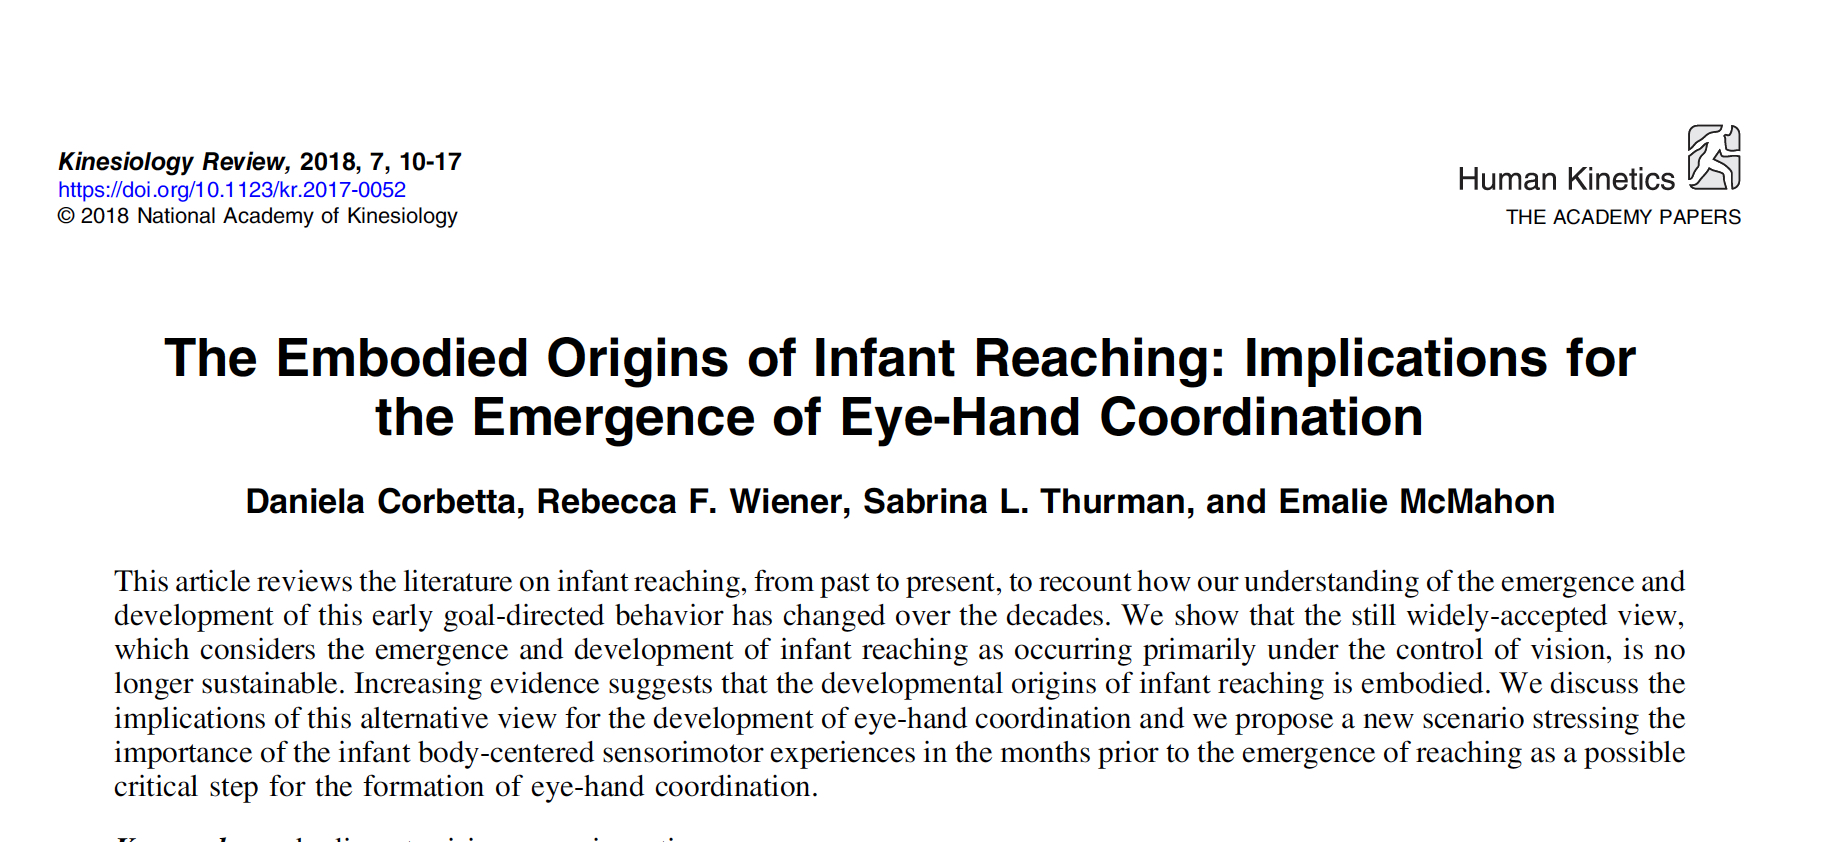 Kinesiology Review, 2018, 7, 10-17
https://doi.org/10.1123/kr.2017-0052
© 2018 National Academy of Kinesiology
Human Kinetics
THE ACADEMY PAPERS
The Embodied Origins of Infant Reaching: Implications for
the Emergence of Eye-Hand Coordination
Daniela Corbetta, Rebecca F. Wiener, Sabrina L. Thurman, and Emalie McMahon
This article reviews the literature on infant reaching, from past to present, to recount how our understanding of the emergence and
development of this early goal-directed behavior has changed over the decades. We show that the still widely-accepted view,
which considers the emergence and development of infant reaching as occurring primarily under the control of vision, is no
longer sustainable. Increasing evidence suggests that the developmental origins of infant reaching is embodied. We discuss the
implications of this alternative view for the development of eye-hand coordination and we propose a new scenario stressing the
importance of the infant body-centered sensorimotor experiences in the months prior to the emergence of reaching as a possible
critical step for the formation of eye-hand coordination.